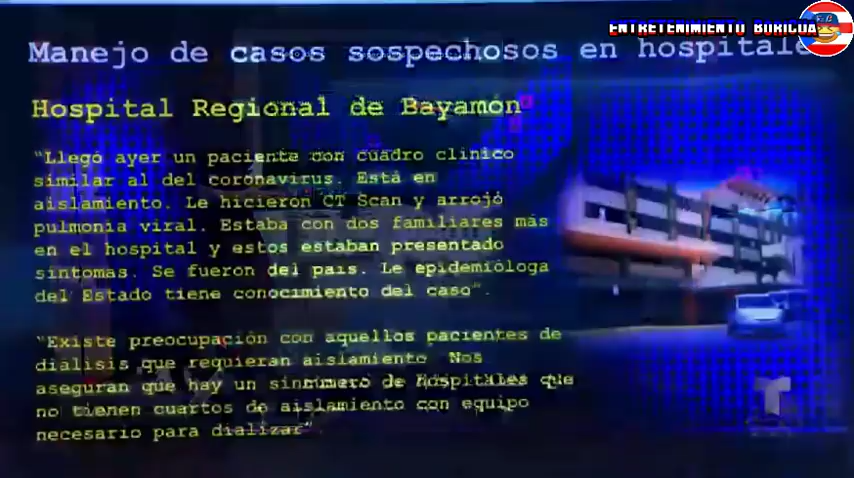 ENTRETENIMIENTO BORICUA
Manejo de casos sospechosos en hospitale
Hospital Regional de Bayamón
"Llegó ayer un paciente con cuadro clínico
similar al del coronavirus. Está en
aislamiento. Le hicieron CT Scan y arrojó
pulmonía viral. Estaba con dos familiares más
en el hospital y estos estaban presentado
síntomas. Se fueron del país. Le epidemióloga
del Estado tiene conocimiento del caso".
"Existe preocupación con aquellos pacientes de
diálisis que requieran aislamiento Nos
aseguran que hay un sinnúmero de hospitales que
no tienen cuartos de aislamiento con equipo
necesario para dializar".